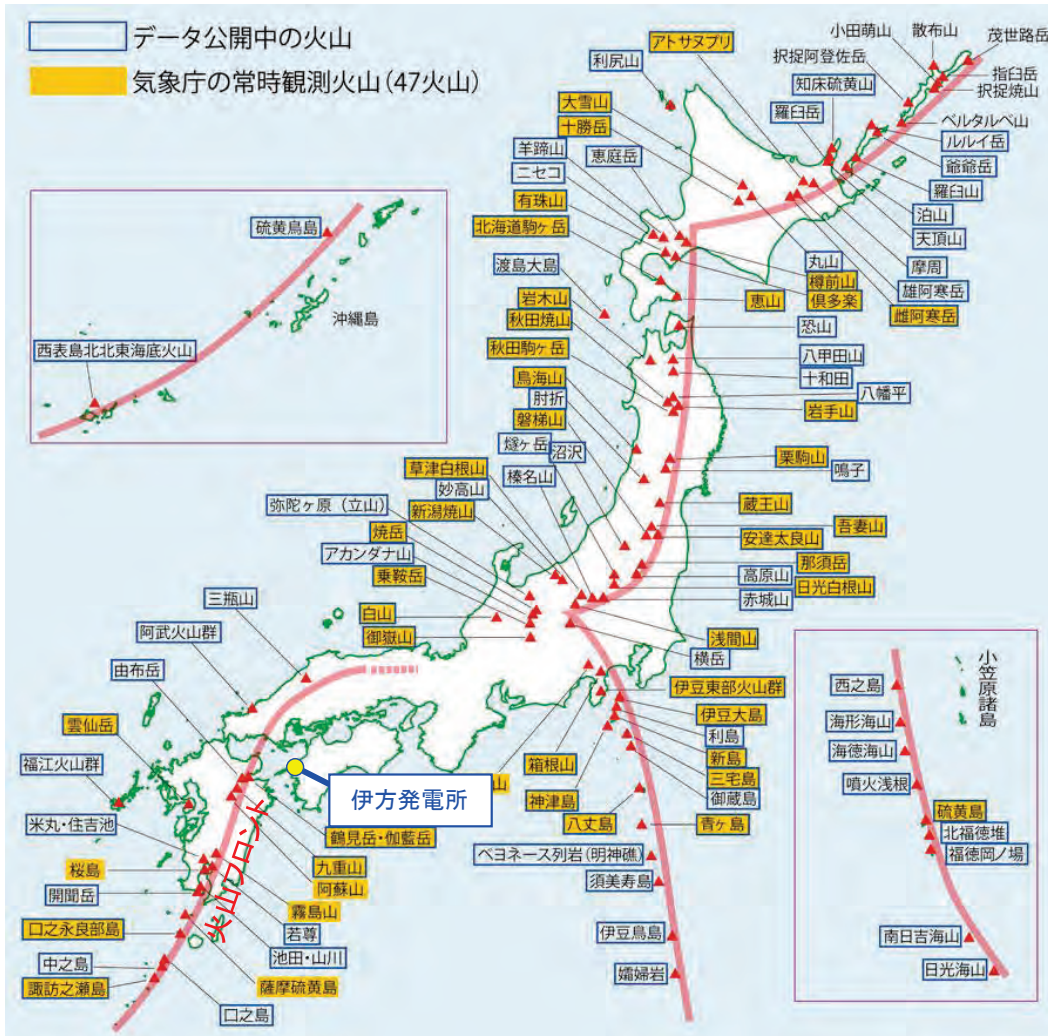 データ公開中の火山
気象庁の常時観測火山（47火山）
アトサヌプリ
利尻山
大雪山
十勝岳
羊蹄山
恵庭岳
ニセコ
有珠山
北海道駒ヶ岳
渡島大島
岩木山
秋田焼山
秋田駒ヶ岳
鳥海山
肘折
磐梯山
燧ヶ岳
沼沢
草津白根山
榛名山
妙高山
新潟焼山
弥陀ヶ原（立山）
焼岳
アカンダナ山
乗鞍岳
白山
御嶽山
小田萌山
散布山
茂世路岳
択捉阿登佐岳
指臼岳
択捉焼山
知床硫黄山
羅臼岳
ベルタルベ山
ルルイ岳
爺爺岳
羅臼山
泊山
天頂山
摩周
雄阿寒岳
雌阿寒岳
丸山
樽前山
倶多楽
恵山
恐山
八甲田山
十和田
八幡平
岩手山
栗駒山
鳴子
蔵王山
吾妻山
安達太良山
那須岳
高原山
日光白根山
赤城山
浅間山
横岳
伊豆東部火山群
伊豆大島
利島
新島
三宅島
御蔵島
箱根山
神津島
八丈島
青ヶ島
ベヨネース列岩（明神礁）
須美寿島
伊豆鳥島
孀婦岩
硫黄鳥島
沖縄島
西表島北北東海底火山
三瓶山
阿武火山群
由布岳
雲仙岳
福江火山群
米丸・住吉池
桜島
開聞岳
口之永良部島
中之島
諏訪之瀬島
火山フロント
伊方発電所
山
鶴見岳・伽藍岳
九重山
阿蘇山
霧島山
若尊
池田・山川
薩摩硫黄島
口之島
小笠原諸島
西之島
海形海山
海徳海山
噴火浅根
硫黄島
北福徳堆
福徳岡ノ場
南日吉海山
日光海山